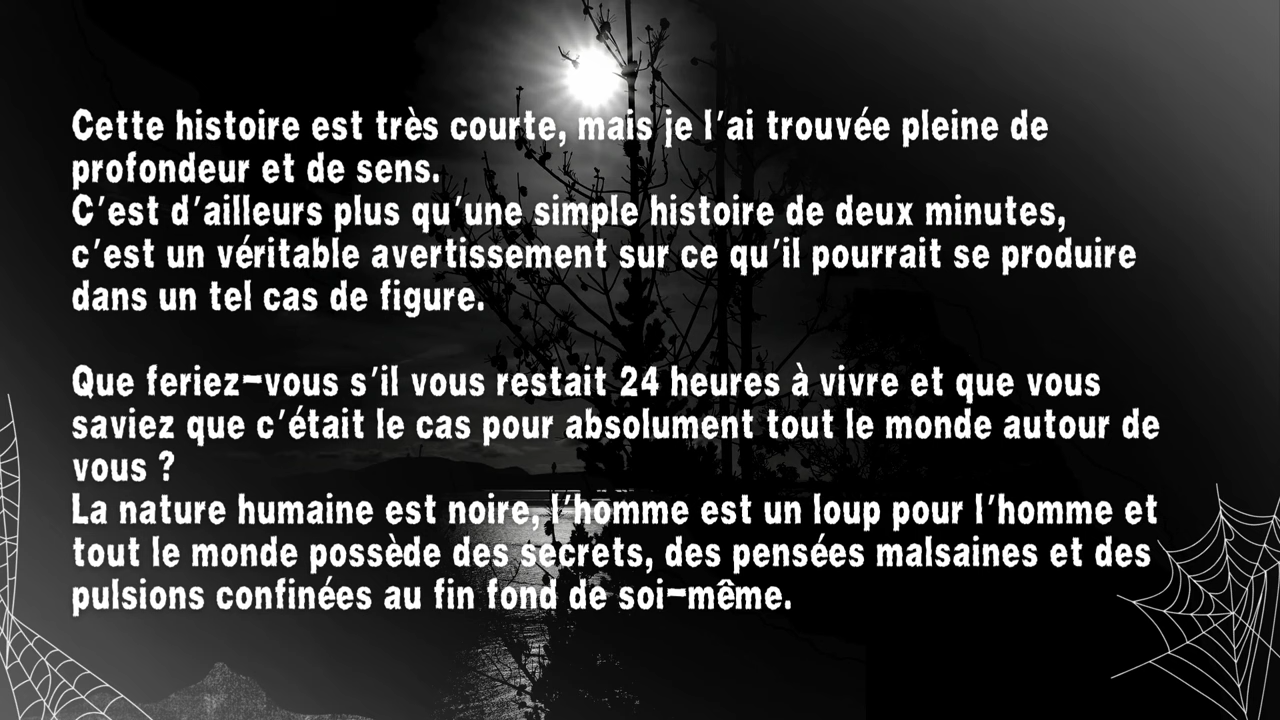 Cette histoire est très courte, mais je l'ai trouvée pleine de
profondeur et de sens.
C'est d'ailleurs plus qu'une simple histoire de deux minutes,
c'est un véritable avertissement sur ce qu'il pourrait se produire
dans un tel cas de figure.
Que feriez-vous s'il vous restait 24 heures à vivre et que vous
saviez que c'était le cas pour absolument tout le monde autour de
vous ?
La nature humaine est noire, l'homme est un loup pour l'homme et
tout le monde possède des secrets, des pensées malsaines et des
pulsions confinées au fin fond de soi-même.